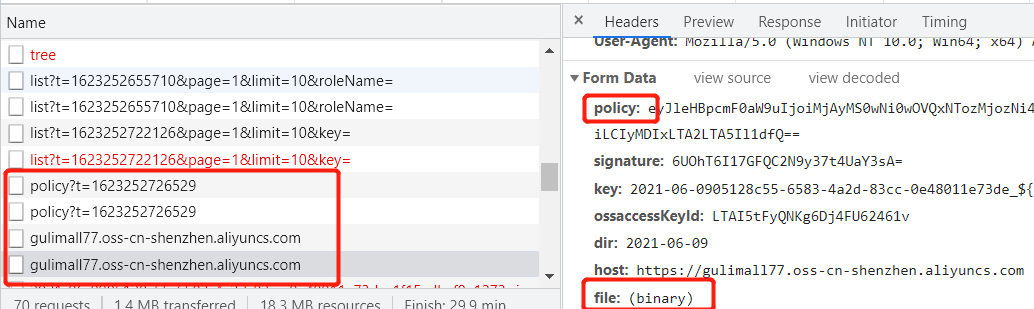 Name
tree
list?t=1623252655710&page=1&limit=10&roleName=
list?t=1623252655710&page=1&limit=10&roleName=
list?t=1623252722126&page=1&limit=10&key=
list?t=1623252722126&page=1&limit=10&key=
policy?t=1623252726529
policy?t=1623252726529
gulimall77.oss-cn-shenzhen.aliyuncs.com
gulimall77.oss-cn-shenzhen.aliyuncs.com
70 requests 1.4 MB transferred 18.3 MB resources Finish: 29.9 min
× Headers Preview Response Initiator Timing
User-Agent: Mozilla/5.0 (Windows NT 10.0; Win64; x64)
▼ Form Data view source view decoded
policy: eyJleHBpcmF0aW9uIjoiMjAyMS0wNi0wOVQxNTozMjozNi4
iLCIyMDIxLTA2LTA5Il1dfQ==
signature: 6UOhT6I17GFQC2N9y37t4UaY3sA=
key: 2021-06-0905128c55-6583-4a2d-83cc-0e48011e73de_${
ossaccessKeyId: LTAI5tFyQNKg6Dj4FU62461v
dir: 2021-06-09
host: https://gulimall77.oss-cn-shenzhen.aliyuncs.com
file: (binary)